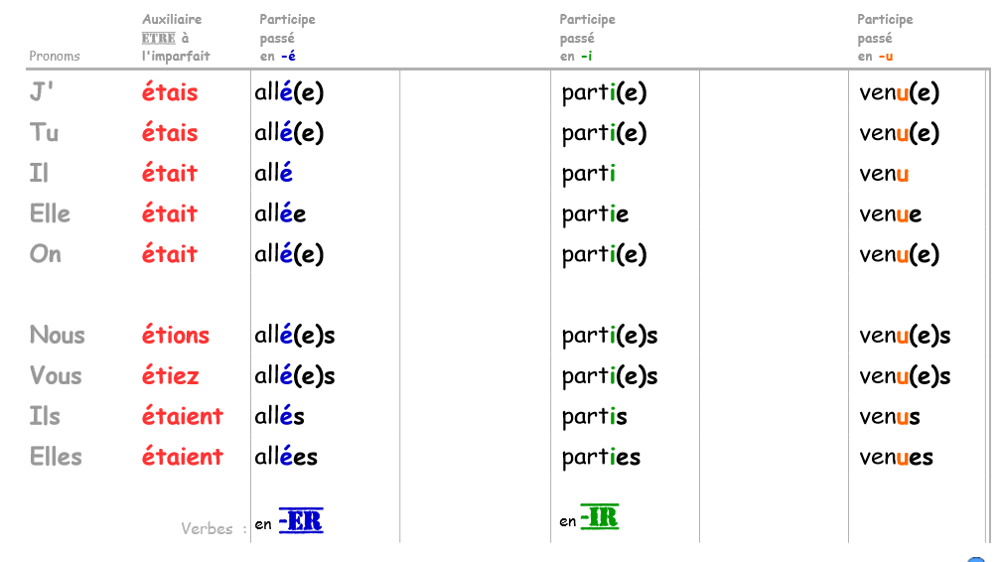 Auxiliaire Participe Participe Participe
ETRE à passé passé passé
Pronoms l'imparfait en -é en -i en -u
J' étais allé(e) parti(e) venu(e)
Tu étais allé(e) parti(e) venu(e)
Il était allé parti venu
Elle était allée partie venue
On était allé(e) parti(e) venu(e)
Nous étions allé(e)s parti(e)s venu(e)s
Vous étiez allé(e)s parti(e)s venu(e)s
Ils étaient allés partis venus
Elles étaient allées parties venues
Verbes : en -ER en -IR